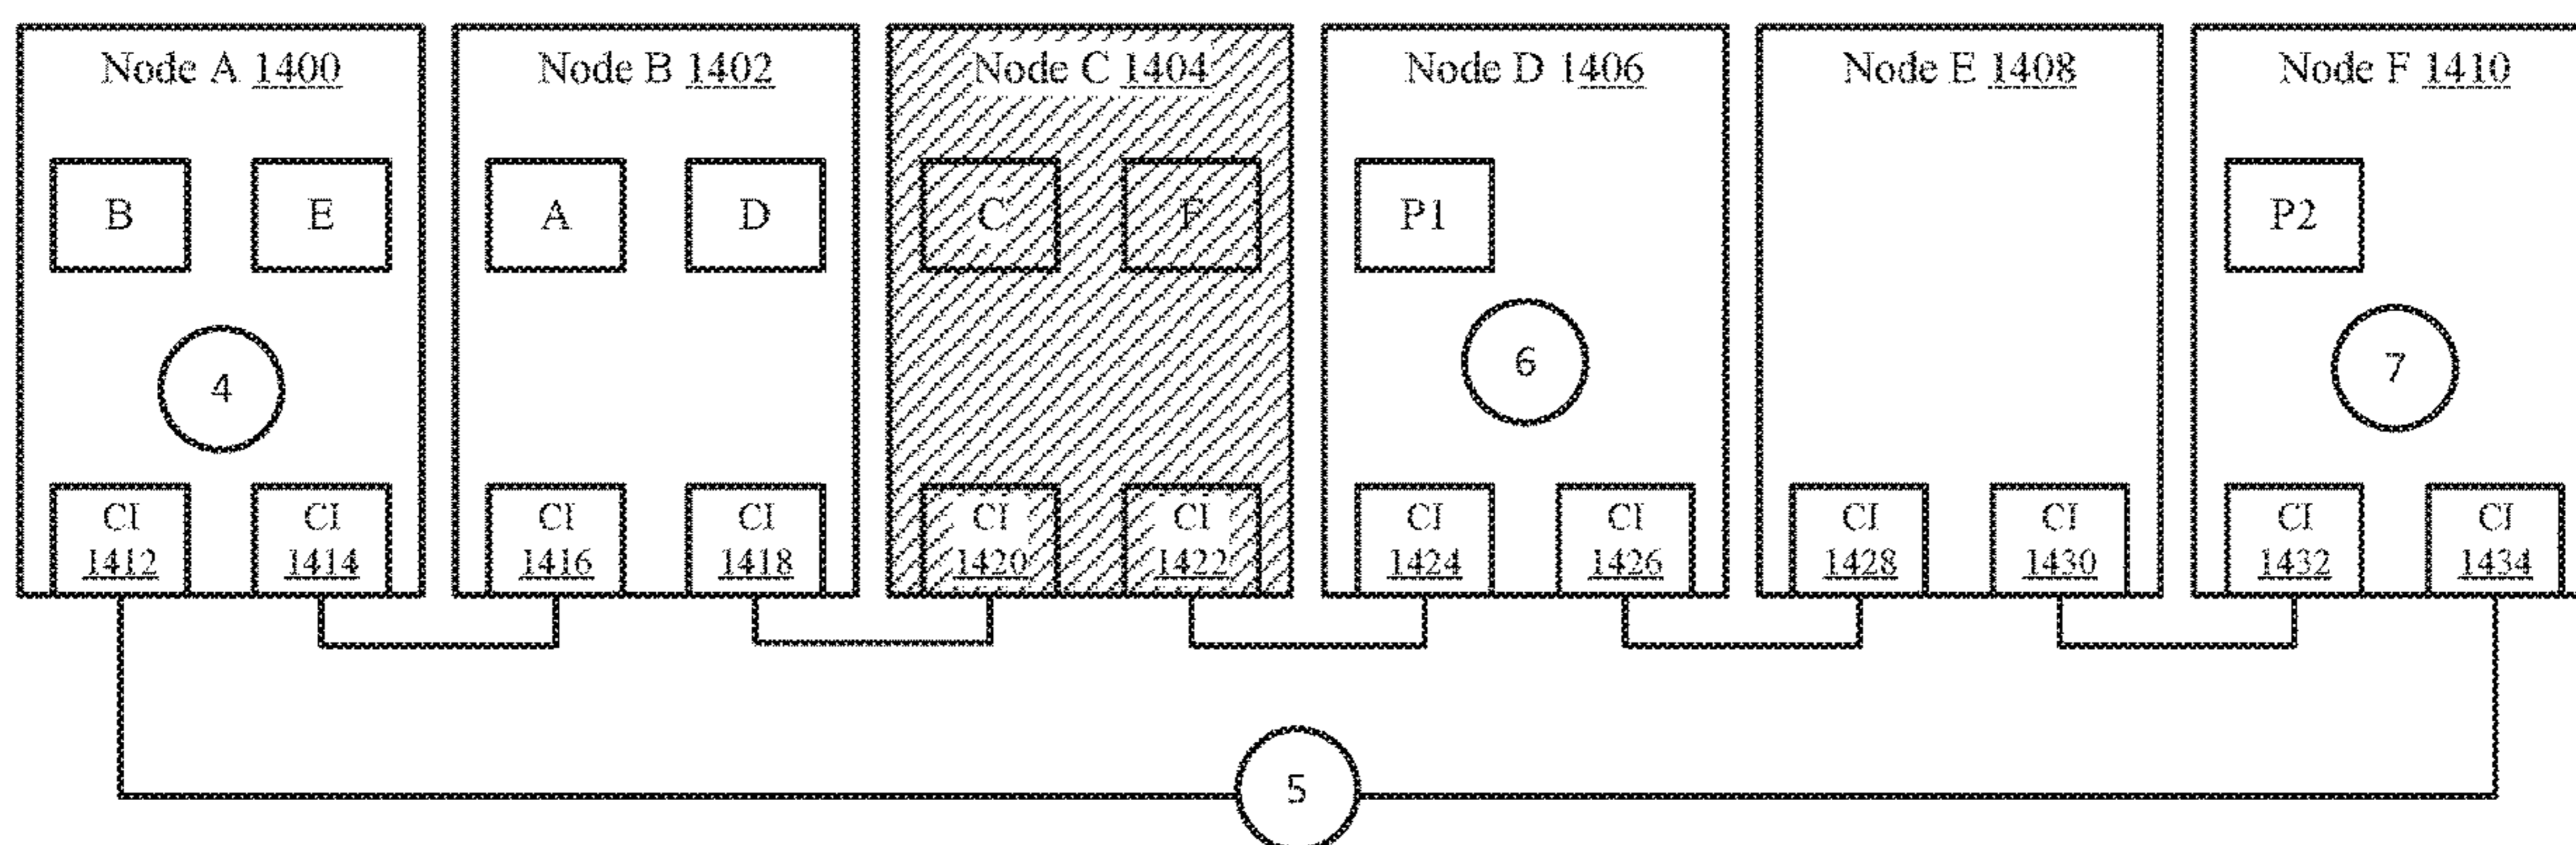 Node A 1400
Node B 1402
Node C 1404
Node D 1406
Node E 1408
Node F 1410
B
E
A
D
C
F
P1
P2
4
6
7
CI
1412
CI
1414
CI
1416
CI
1418
CI
1420
CI
1422
CI
1424
CI
1426
CI
1428
CI
1430
CI
1432
CI
1434
5